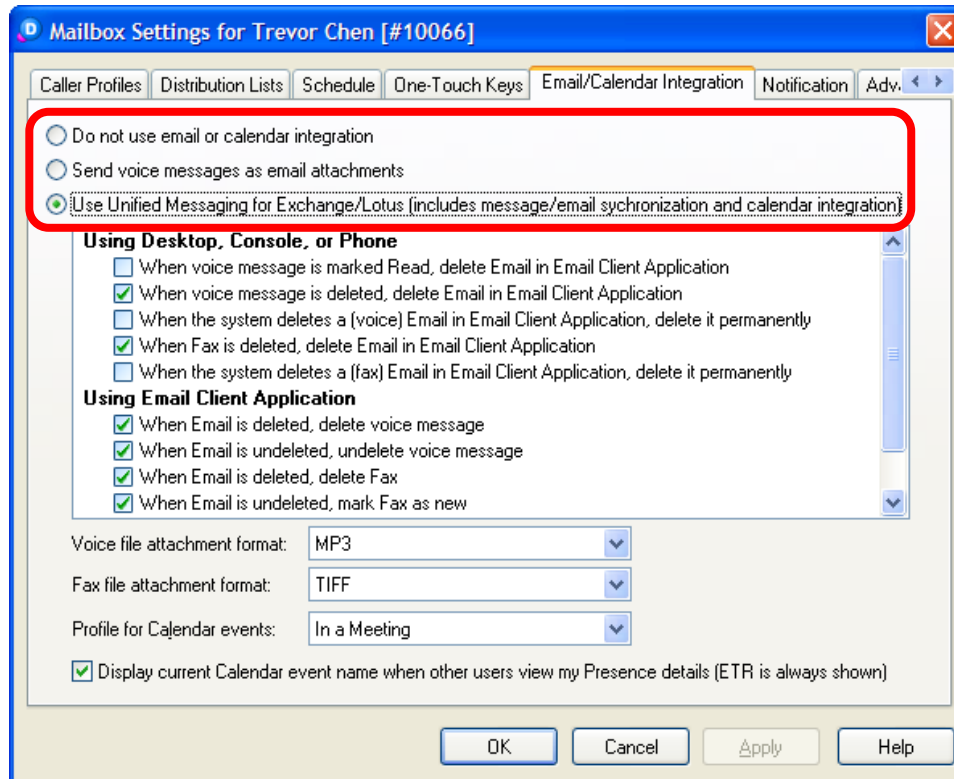 D Mailbox Settings for Trevor Chen [#10066]
Caller Profiles Distribution Lists Schedule One-Touch Keys Email/Calendar Integration Notification Adv.
Do not use email or calendar integration
Send voice messages as email attachments
Use Unified Messaging for Exchange/Lotus (includes message/email sychronization and calendar integration)
Using Desktop, Console, or Phone
When voice message is marked Read, delete Email in Email Client Application
When voice message is deleted, delete Email in Email Client Application
When the system deletes a (voice) Email in Email Client Application, delete it permanently
When Fax is deleted, delete Email in Email Client Application
When the system deletes a (fax) Email in Email Client Application, delete it permanently
Using Email Client Application
When Email is deleted, delete voice message
When Email is undeleted, undelete voice message
When Email is deleted, delete Fax
When Email is undeleted, mark Fax as new
Voice file attachment format: MP3
Fax file attachment format: TIFF
Profile for Calendar events: In a Meeting
Display current Calendar event name when other users view my Presence details (ETR is always shown)
OK Cancel Apply Help